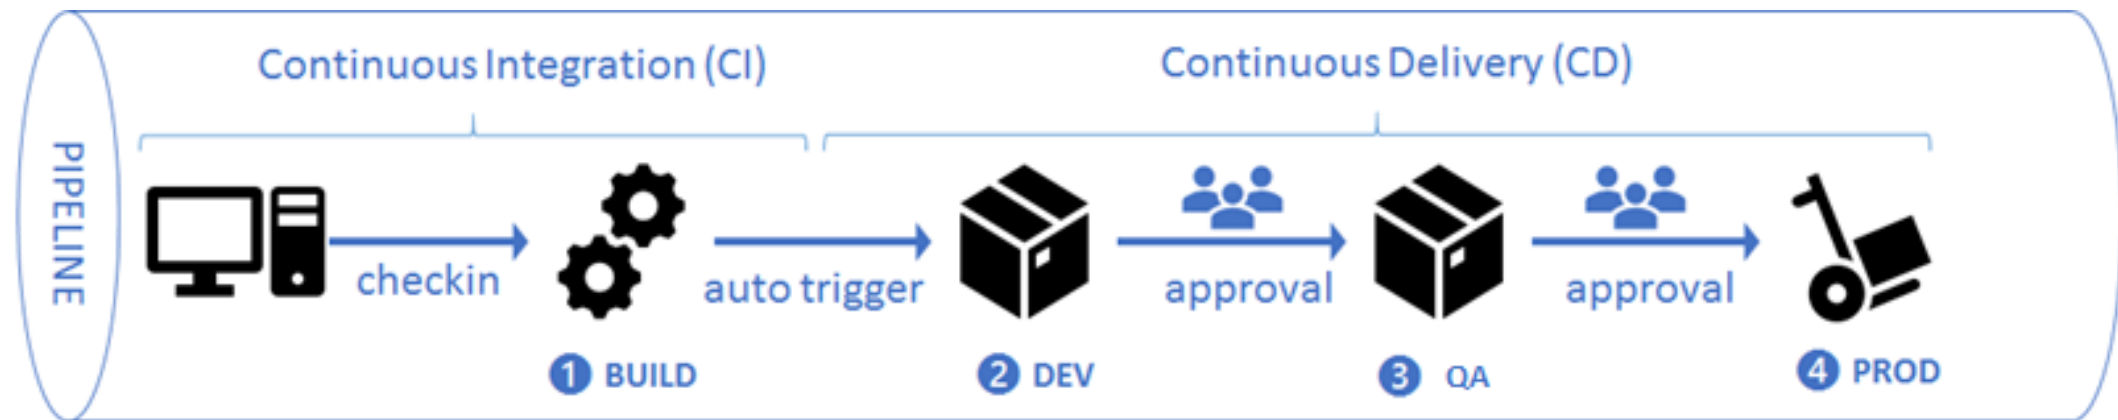 Continuous Integration (CI)
Continuous Delivery (CD)
PIPELINE
checkin
auto trigger
approval
approval
1 BUILD
2 DEV
3 QA
4 PROD